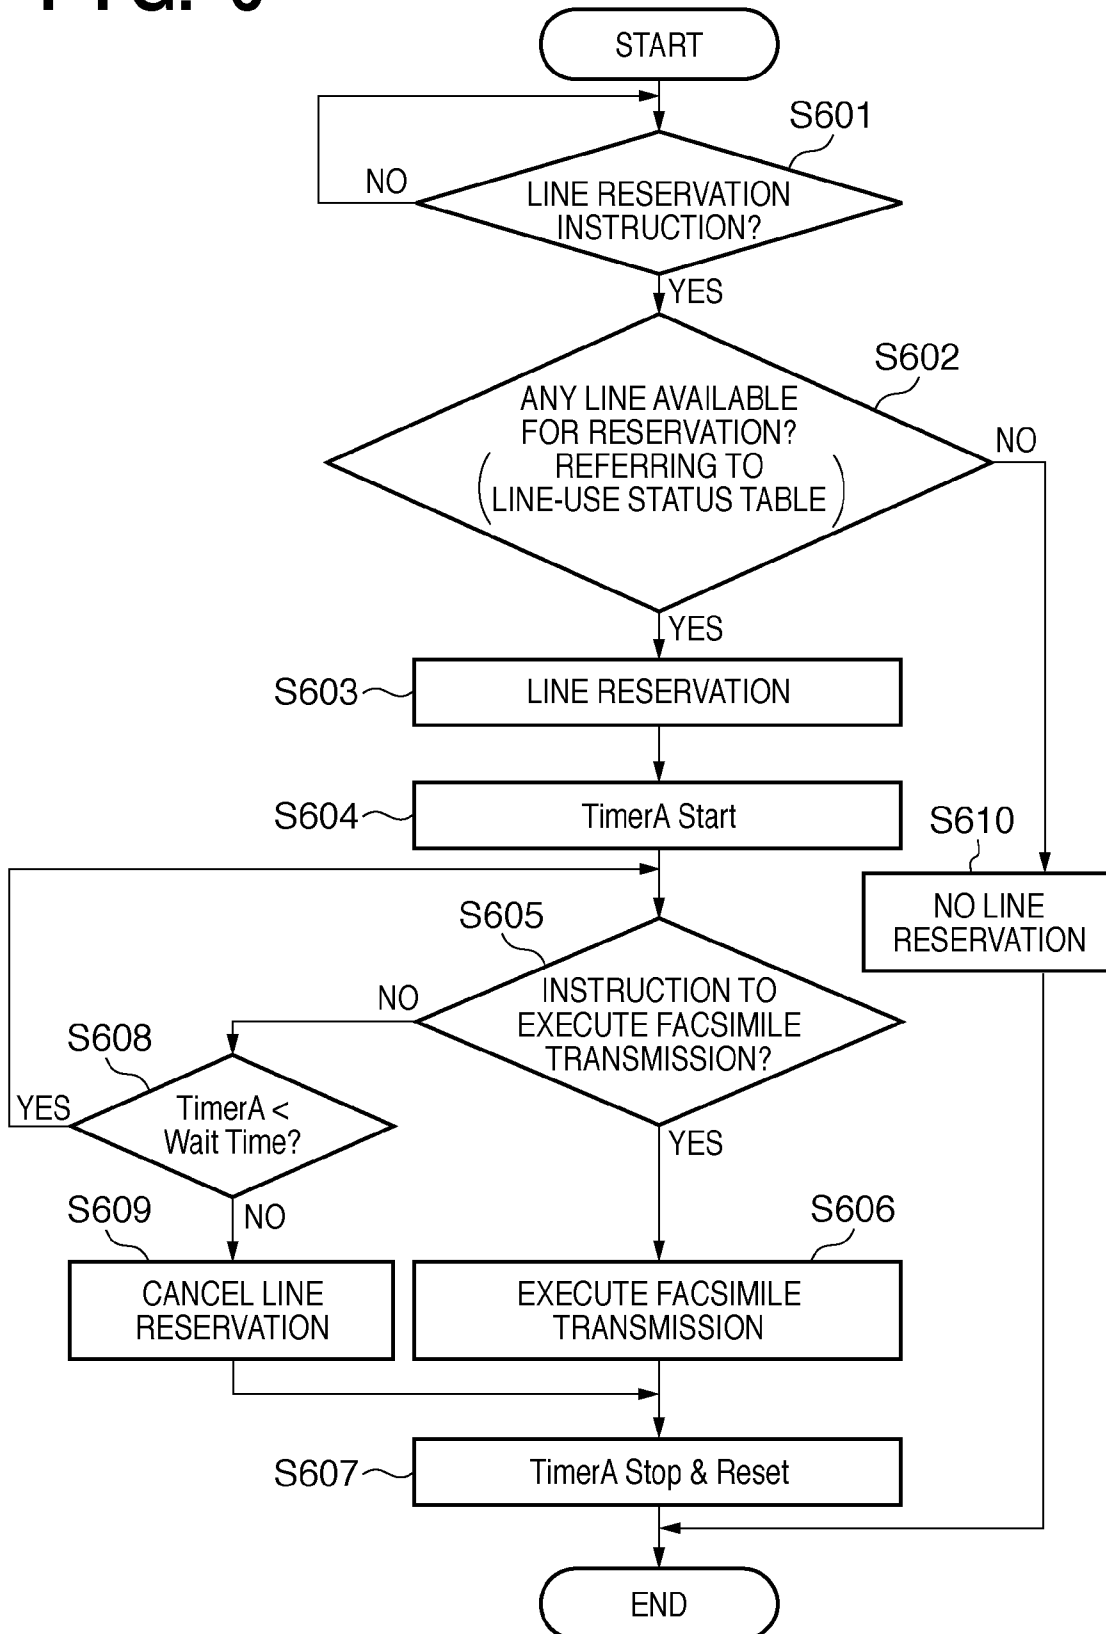 START
S601
NO
LINE RESERVATION
INSTRUCTION?
YES
S602
ANY LINE AVAILABLE
FOR RESERVATION?
(REFERRING TO
LINE-USE STATUS TABLE)
NO
YES
S603
LINE RESERVATION
S604
TimerA Start
S610
NO LINE
RESERVATION
S605
NO
INSTRUCTION TO
EXECUTE FACSIMILE
TRANSMISSION?
S608
YES
TimerA <
Wait Time?
YES
S609
NO
S606
CANCEL LINE
RESERVATION
EXECUTE FACSIMILE
TRANSMISSION
S607
TimerA Stop & Reset
END